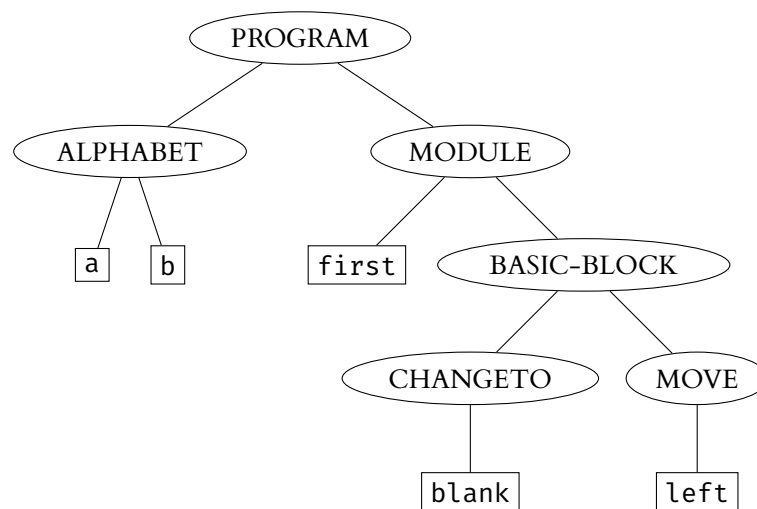 PROGRAM
ALPHABET MODULE
a b first BASIC-BLOCK
CHANGETO MOVE
blank left